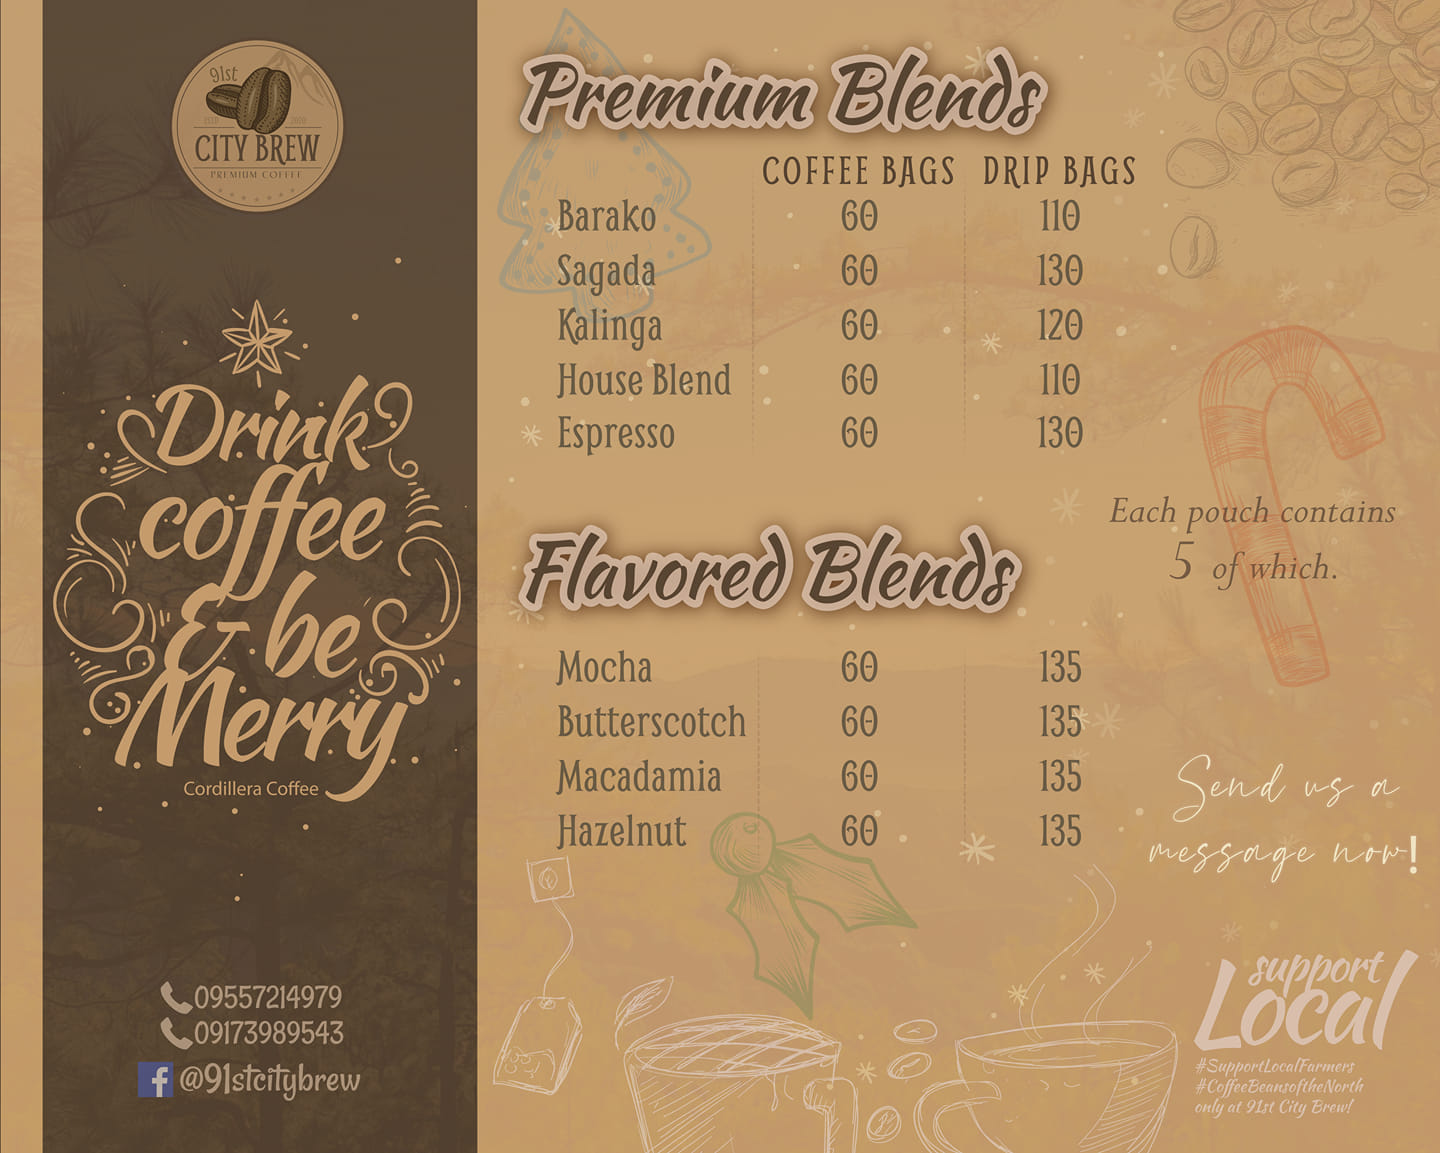 91st
ESTD 2020
CITY BREW
PREMIUM COFFEE
Drink
coffee
& be
Merry
Cordillera Coffee
09557214979
09173989543
f @91stcitybrew
Premium Blends
COFFEE BAGS DRIP BAGS
Barako 60 110
Sagada 60 130
Kalinga 60 120
House Blend 60 110
Espresso 60 130
Each pouch contains
5 of which.
Flavored Blends
Mocha 60 135
Butterscotch 60 135
Macadamia 60 135
Hazelnut 60 135
Send us a
message now!
support
Local
#SupportLocalFarmers
#CoffeeBeansoftheNorth
only at 91st City Brew!